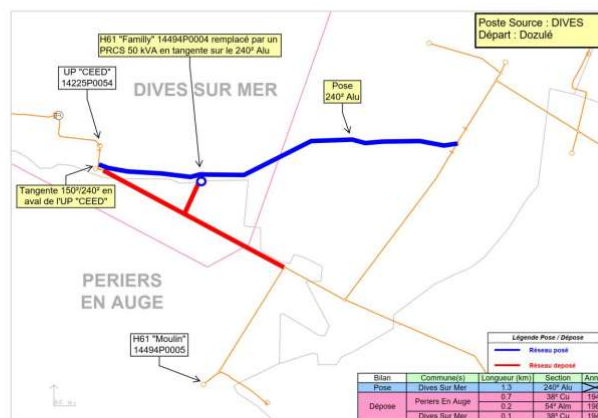 H61 "Familly" 14494P0004 remplacé par un
PRCS 50 kVA en tangente sur le 240² Alu
Poste Source : DIVES
Départ : Dozulé
UP "CEED"
14225P0054
DIVES SUR MER
Pose
240² Alu
Tangente 150²/240² en
aval de l'UP "CEED"
PERIERS
EN AUGE
H61 "Moulin"
14494P0005
Légende Pose / Dépose
Réseau posé
Réseau déposé
Bilan Commune(s) Longueur (km) Section
Pose Dives Sur Mer 1.3 240² Alu
Dépose Periers En Auge 0.7 38² Cu
0.2 54² Alm
Dives Sur Mer 0.1 38² Cu